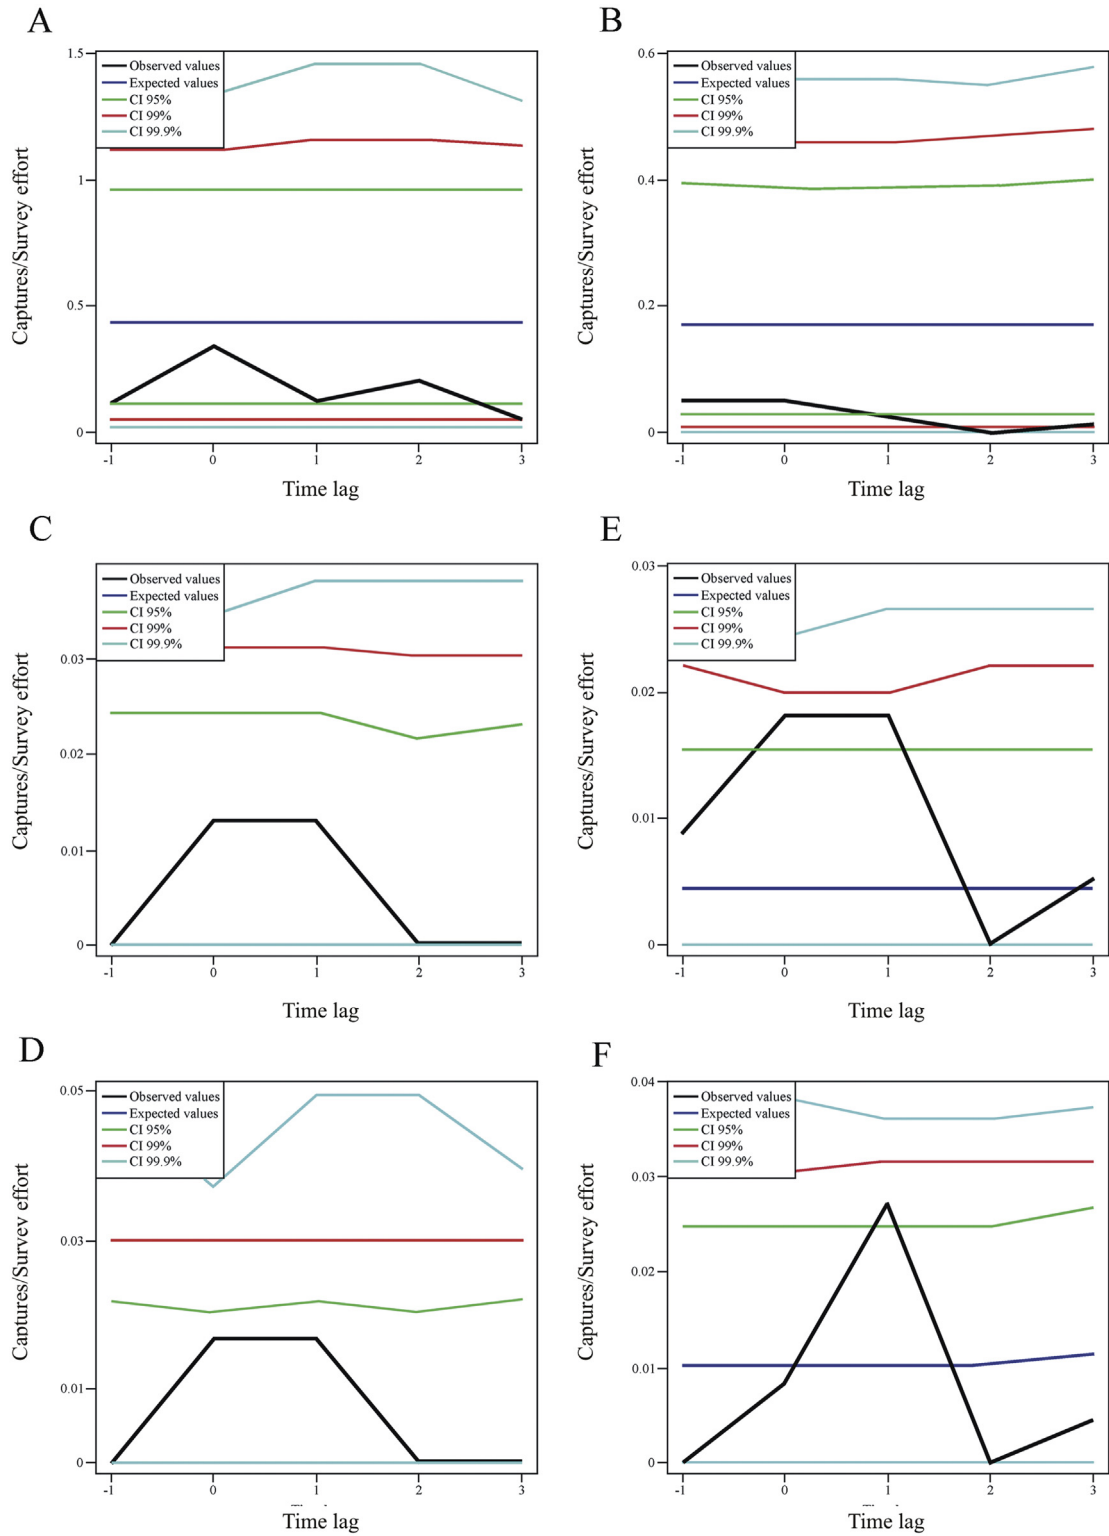 A
1.5
1
0.5
0
Captures/Survey effort
Observed values
Expected values
CI 95%
CI 99%
CI 99.9%
-1 0 1 2 3
Time lag
B
0.6
0.4
0.2
0
Captures/Survey effort
Observed values
Expected values
CI 95%
CI 99%
CI 99.9%
-1 0 1 2 3
Time lag
C
0.03
0.02
0.01
0
Captures/Survey effort
Observed values
Expected values
CI 95%
CI 99%
CI 99.9%
-1 0 1 2 3
Time lag
E
0.03
0.02
0.01
0
Captures/Survey effort
Observed values
Expected values
CI 95%
CI 99%
CI 99.9%
-1 0 1 2 3
Time lag
D
0.05
0.03
0.01
0
Captures/Survey effort
Observed values
Expected values
CI 95%
CI 99%
CI 99.9%
-1 0 1 2 3
Time lag
F
0.04
0.03
0.02
0.01
0
Captures/Survey effort
Observed values
Expected values
CI 95%
CI 99%
CI 99.9%
-1 0 1 2 3
Time lag